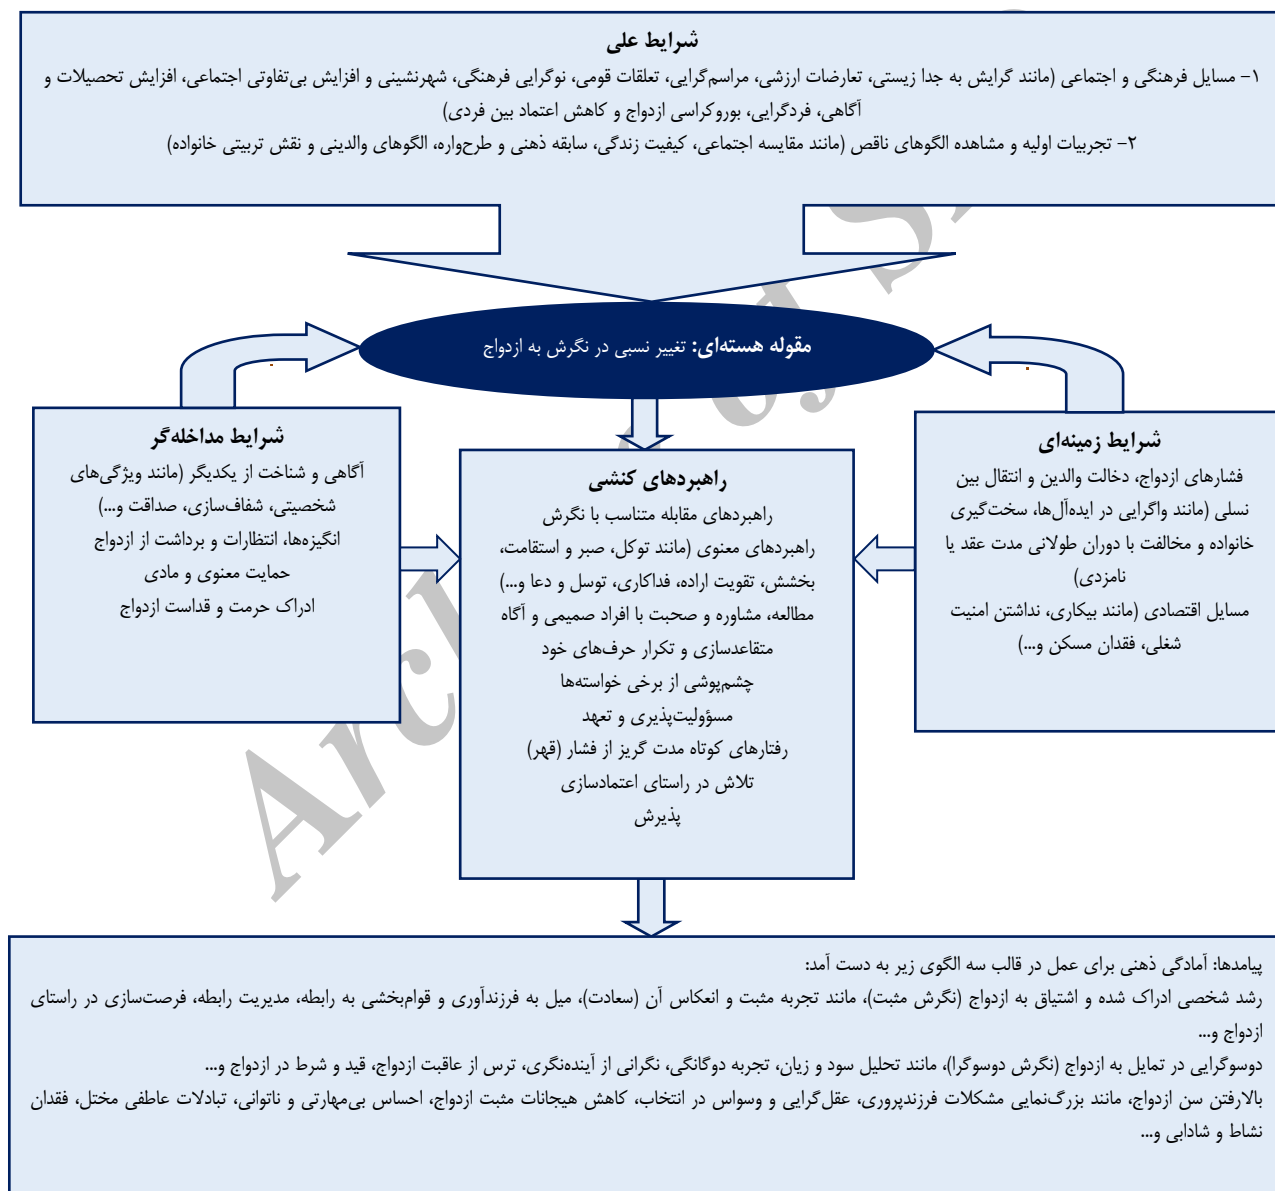 شرایط علی
۱- مسایل فرهنگی و اجتماعی (مانند گرایش به جدا زیستی، تعارضات ارزشی، مراسم‌گرایی، تعلقات قومی، نوگرایی فرهنگی، شهرنشینی و افزایش بی‌تفاوتی اجتماعی، افزایش تحصیلات و
آگاهی، فردگرایی، بوروکراسی ازدواج و کاهش اعتماد بین فردی)
۲- تجربیات اولیه و مشاهده الگوهای ناقص (مانند مقایسه اجتماعی، کیفیت زندگی، سابقه ذهنی و طرح‌واره، الگوهای والدینی و نقش تربیتی خانواده)
مقوله هسته‌ای: تغییر نسبی در نگرش به ازدواج
شرایط زمینه‌ای
فشارهای ازدواج، دخالت والدین و انتقال بین
نسلی (مانند واگرایی در ایده‌آل‌ها، سخت‌گیری
خانواده و مخالفت با دوران طولانی مدت عقد یا
نامزدی)
مسایل اقتصادی (مانند بیکاری، نداشتن امنیت
شغلی، فقدان مسکن و...)
راهبردهای کنشی
راهبردهای مقابله متناسب با نگرش
راهبردهای معنوی (مانند توکل، صبر و استقامت،
بخشش، تقویت اراده، فداکاری، توسل و دعا و...)
مطالعه، مشاوره و صحبت با افراد صمیمی و آگاه
متقاعدسازی و تکرار حرف‌های خود
چشم‌پوشی از برخی خواسته‌ها
مسؤولیت‌پذیری و تعهد
رفتارهای کوتاه مدت گریز از فشار (قهر)
تلاش در راستای اعتمادسازی
پذیرش
شرایط مداخله‌گر
آگاهی و شناخت از یکدیگر (مانند ویژگی‌های
شخصیتی، شفاف‌سازی، صداقت و...)
انگیزه‌ها، انتظارات و برداشت از ازدواج
حمایت معنوی و مادی
ادراک حرمت و قداست ازدواج
پیامدها: آمادگی ذهنی برای عمل در قالب سه الگوی زیر به دست آمد:
رشد شخصی ادراک شده و اشتیاق به ازدواج (نگرش مثبت)، مانند تجربه مثبت و انعکاس آن (سعادت)، میل به فرزندآوری و قوام‌بخشی به رابطه، مدیریت رابطه، فرصت‌سازی در راستای
ازدواج و...
دوسوگرایی در تمایل به ازدواج (نگرش دوسوگرا)، مانند تحلیل سود و زیان، تجربه دوگانگی، نگرانی از آینده‌نگری، ترس از عاقبت ازدواج، قید و شرط در ازدواج و...
بالارفتن سن ازدواج، مانند بزرگ‌نمایی مشکلات فرزندپروری، عقل‌گرایی و وسواس در انتخاب، کاهش هیجانات مثبت ازدواج، احساس بی‌مهارتی و ناتوانی، تبادلات عاطفی مختل، فقدان
نشاط و شادابی و...